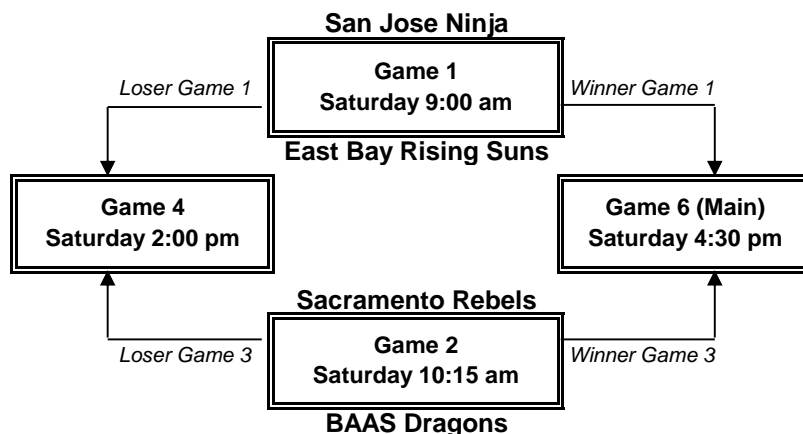 San Jose Ninja
Loser Game 1
Game 1
Saturday 9:00 am
Winner Game 1
East Bay Rising Suns
Game 4
Saturday 2:00 pm
Game 6 (Main)
Saturday 4:30 pm
Sacramento Rebels
Loser Game 3
Game 2
Saturday 10:15 am
Winner Game 3
BAAS Dragons